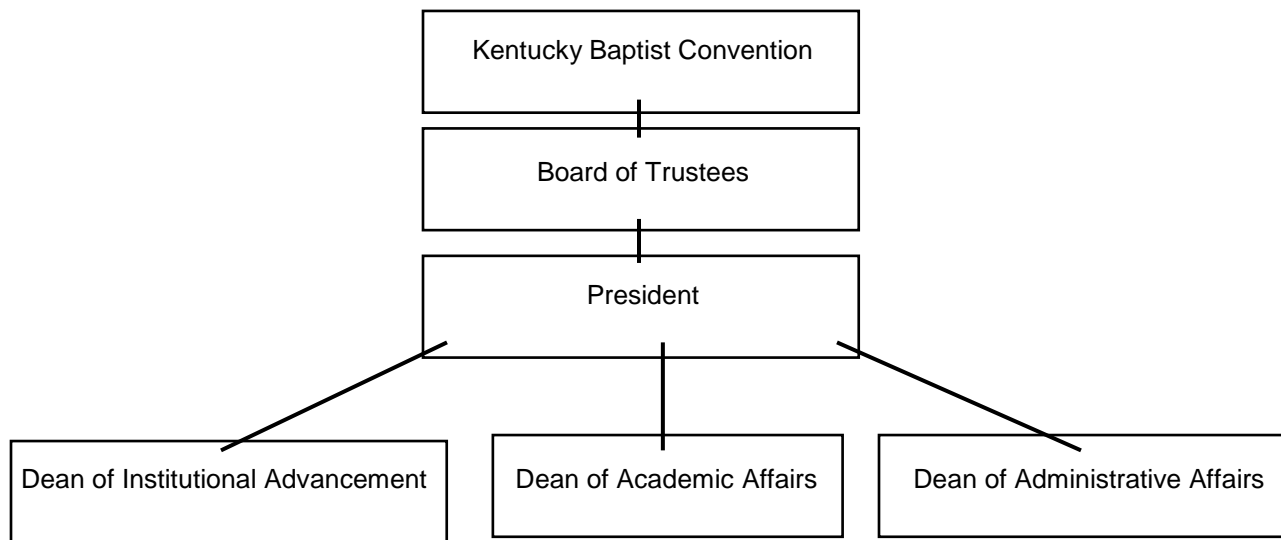 Kentucky Baptist Convention
Board of Trustees
President
Dean of Institutional Advancement
Dean of Academic Affairs
Dean of Administrative Affairs